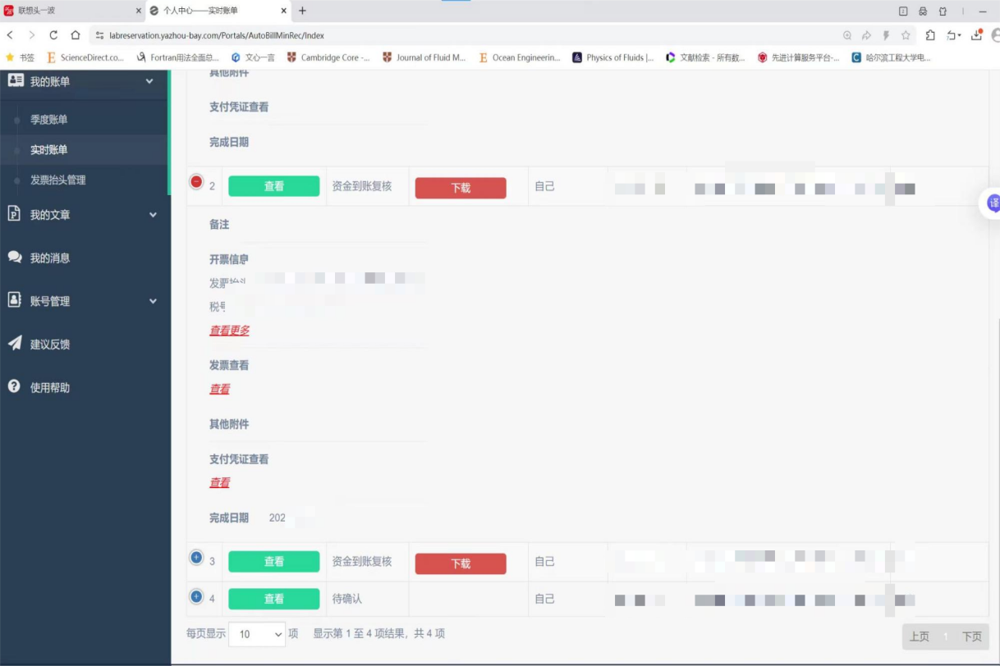 联想头一波 × 个人中心——实时账单 × +
labreservation.yazhou-bay.com/Portals/AutoBillMinRec/Index
书签 ScienceDirect.co... Fortran用法全面总... 文心一言 Cambridge Core -... Journal of Fluid M... Ocean Engineerin... Physics of Fluids |... 文献检索 - 所有数... 先进计算服务平台-... 哈尔滨工程大学电...
我的账单
季度账单
实时账单
发票抬头管理
我的文章
我的消息
账号管理
建议反馈
使用帮助
其他附件
支付凭证查看
完成日期
2 查看 资金到账复核 下载 自己
备注
开票信息
发票抬头
税号
查看更多
发票查看
查看
其他附件
支付凭证查看
查看
完成日期 202
3 查看 资金到账复核 下载 自己
4 查看 待确认 自己
每页显示 10 项 显示第 1 至 4 项结果，共 4 项
上页 1 下页
译